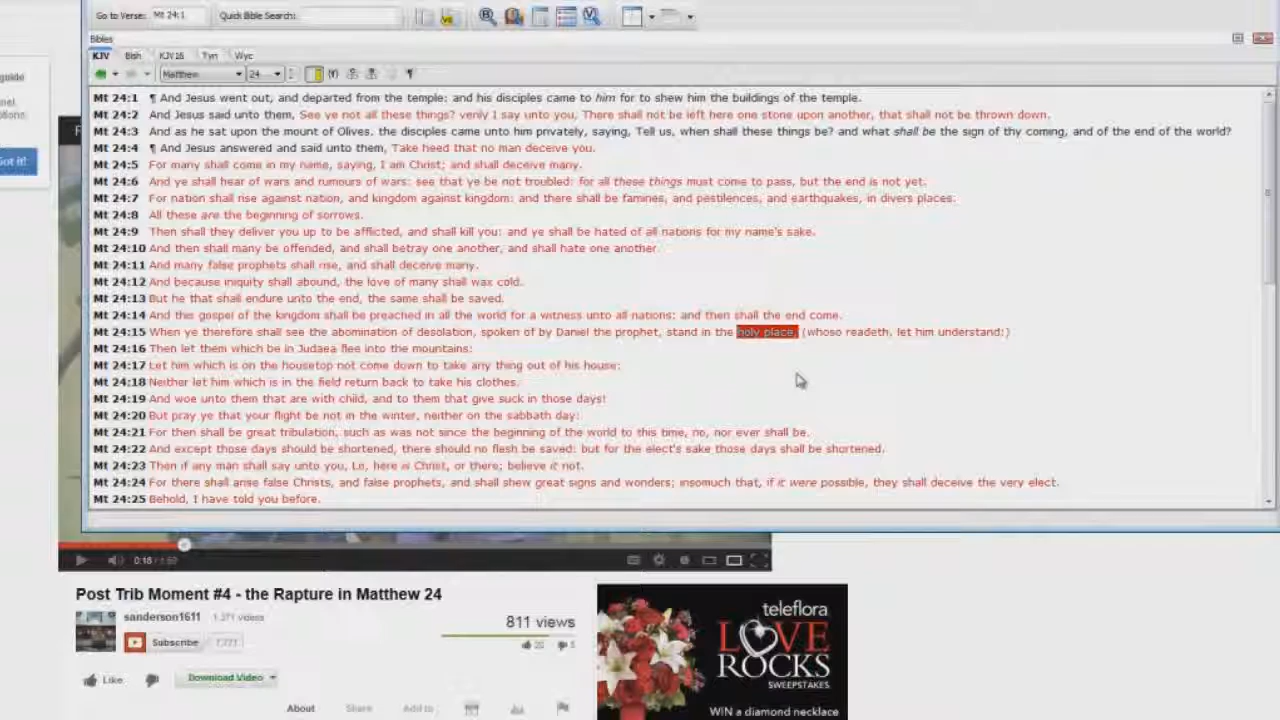 Go to Verse: Mt 24:1 Quick Bible Search:
Bibles
KJV Bish KJV16 Tyn Wyc
Matthew 24
Mt 24:1 ¶ And Jesus went out, and departed from the temple: and his disciples came to him for to shew him the buildings of the temple.
Mt 24:2 And Jesus said unto them, See ye not all these things? verily I say unto you, There shall not be left here one stone upon another, that shall not be thrown down.
Mt 24:3 And as he sat upon the mount of Olives, the disciples came unto him privately, saying, Tell us, when shall these things be? and what shall be the sign of thy coming, and of the end of the world?
Mt 24:4 ¶ And Jesus answered and said unto them, Take heed that no man deceive you.
Mt 24:5 For many shall come in my name, saying, I am Christ; and shall deceive many.
Mt 24:6 And ye shall hear of wars and rumours of wars: see that ye be not troubled: for all these things must come to pass, but the end is not yet.
Mt 24:7 For nation shall rise against nation, and kingdom against kingdom: and there shall be famines, and pestilences, and earthquakes, in divers places.
Mt 24:8 All these are the beginning of sorrows.
Mt 24:9 Then shall they deliver you up to be afflicted, and shall kill you: and ye shall be hated of all nations for my name's sake.
Mt 24:10 And then shall many be offended, and shall betray one another, and shall hate one another.
Mt 24:11 And many false prophets shall rise, and shall deceive many.
Mt 24:12 And because iniquity shall abound, the love of many shall wax cold.
Mt 24:13 But he that shall endure unto the end, the same shall be saved.
Mt 24:14 And this gospel of the kingdom shall be preached in all the world for a witness unto all nations; and then shall the end come.
Mt 24:15 When ye therefore shall see the abomination of desolation, spoken of by Daniel the prophet, stand in the holy place, (whoso readeth, let him understand:)
Mt 24:16 Then let them which be in Judaea flee into the mountains:
Mt 24:17 Let him which is on the housetop not come down to take any thing out of his house:
Mt 24:18 Neither let him which is in the field return back to take his clothes.
Mt 24:19 And woe unto them that are with child, and to them that give suck in those days!
Mt 24:20 But pray ye that your flight be not in the winter, neither on the sabbath day:
Mt 24:21 For then shall be great tribulation, such as was not since the beginning of the world to this time, no, nor ever shall be.
Mt 24:22 And except those days should be shortened, there should no flesh be saved: but for the elect's sake those days shall be shortened.
Mt 24:23 Then if any man shall say unto you, Lo, here is Christ, or there; believe it not.
Mt 24:24 For there shall arise false Christs, and false prophets, and shall shew great signs and wonders; insomuch that, if it were possible, they shall deceive the very elect.
Mt 24:25 Behold, I have told you before.
guide
Got it!
Post Trib Moment #4 - the Rapture in Matthew 24
sanderson1611 1,371 videos
Subscribe
811 views
Like Download Video
About Share Add to
teleflora
LOVE
ROCKS
SWEEPSTAKES
WIN a diamond necklace